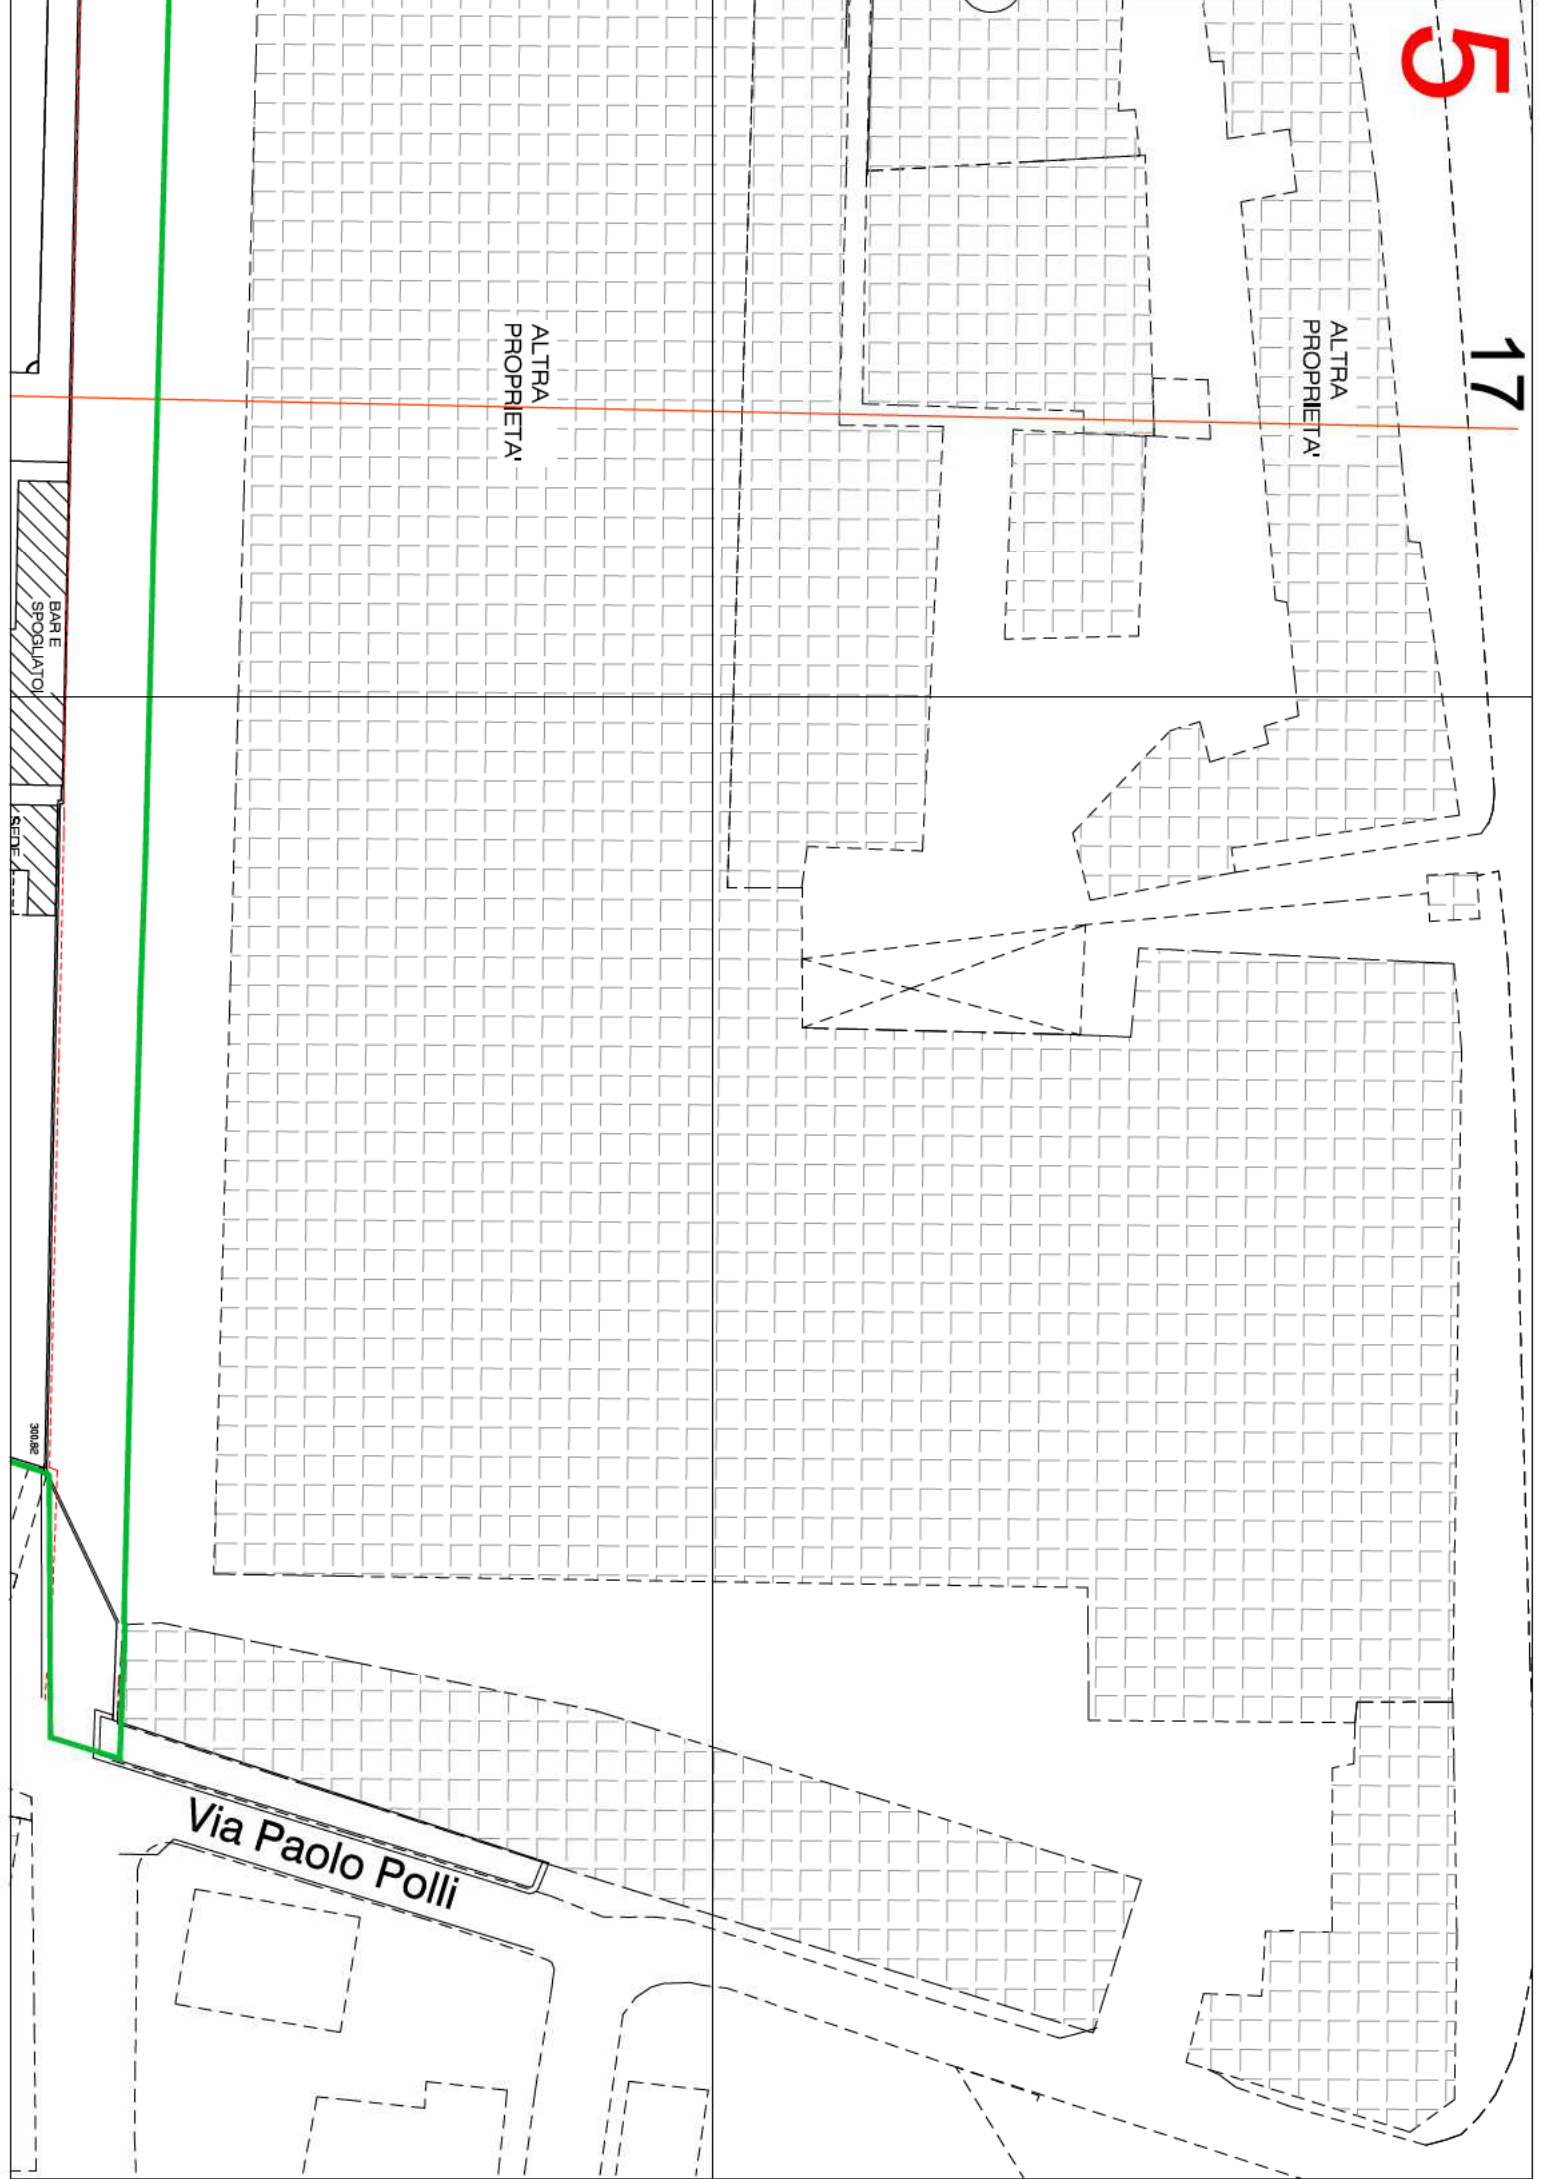 5
17
ALTRA
PROPRIETA'
ALTRA
PROPRIETA'
BAR E
SPOGLIATOI
SEDE
300.82
Via Paolo Polli